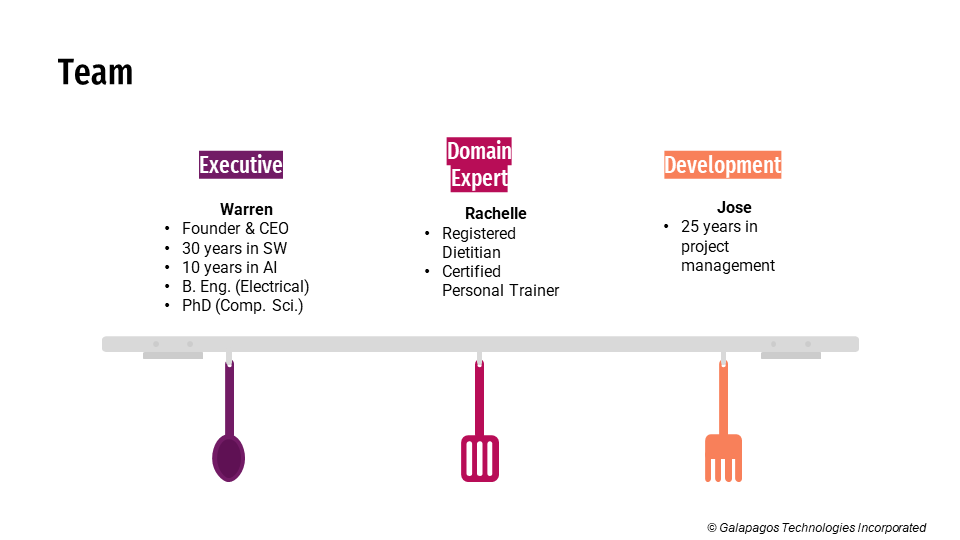 Team
Executive
Warren
• Founder & CEO
• 30 years in SW
• 10 years in AI
• B. Eng. (Electrical)
• PhD (Comp. Sci.)
Domain
Expert
Rachelle
• Registered
Dietitian
• Certified
Personal Trainer
Development
Jose
• 25 years in
project
management
© Galapagos Technologies Incorporated